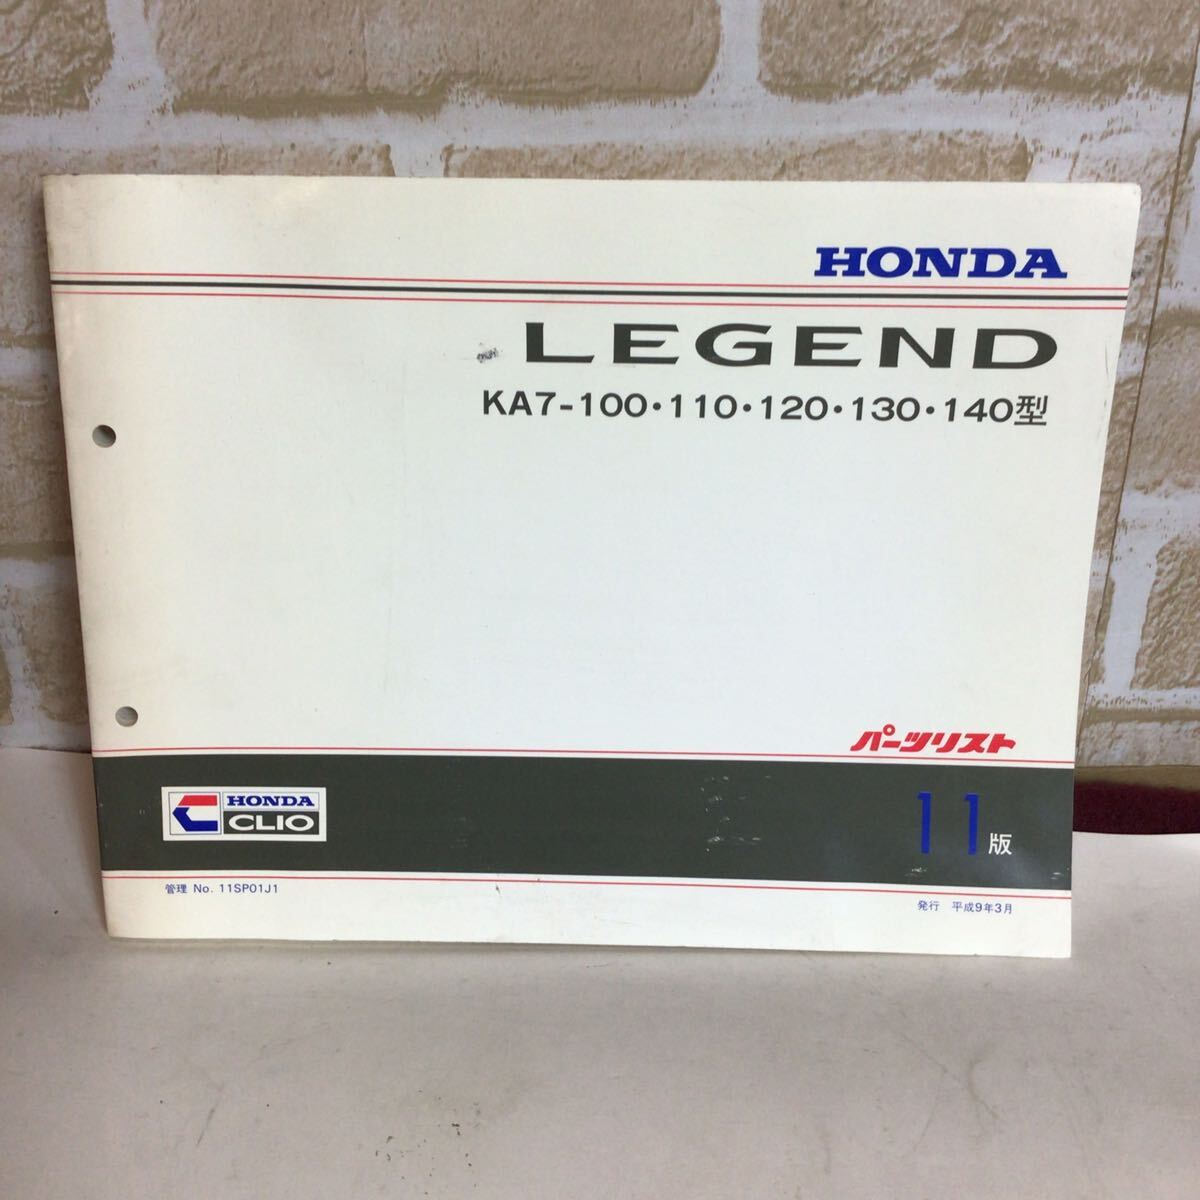 HONDA
LEGEND
KA7-100・110・120・130・140型
パーツリスト
HONDA
CLIO
11版
管理 No. 11SP01J1
発行 平成9年3月